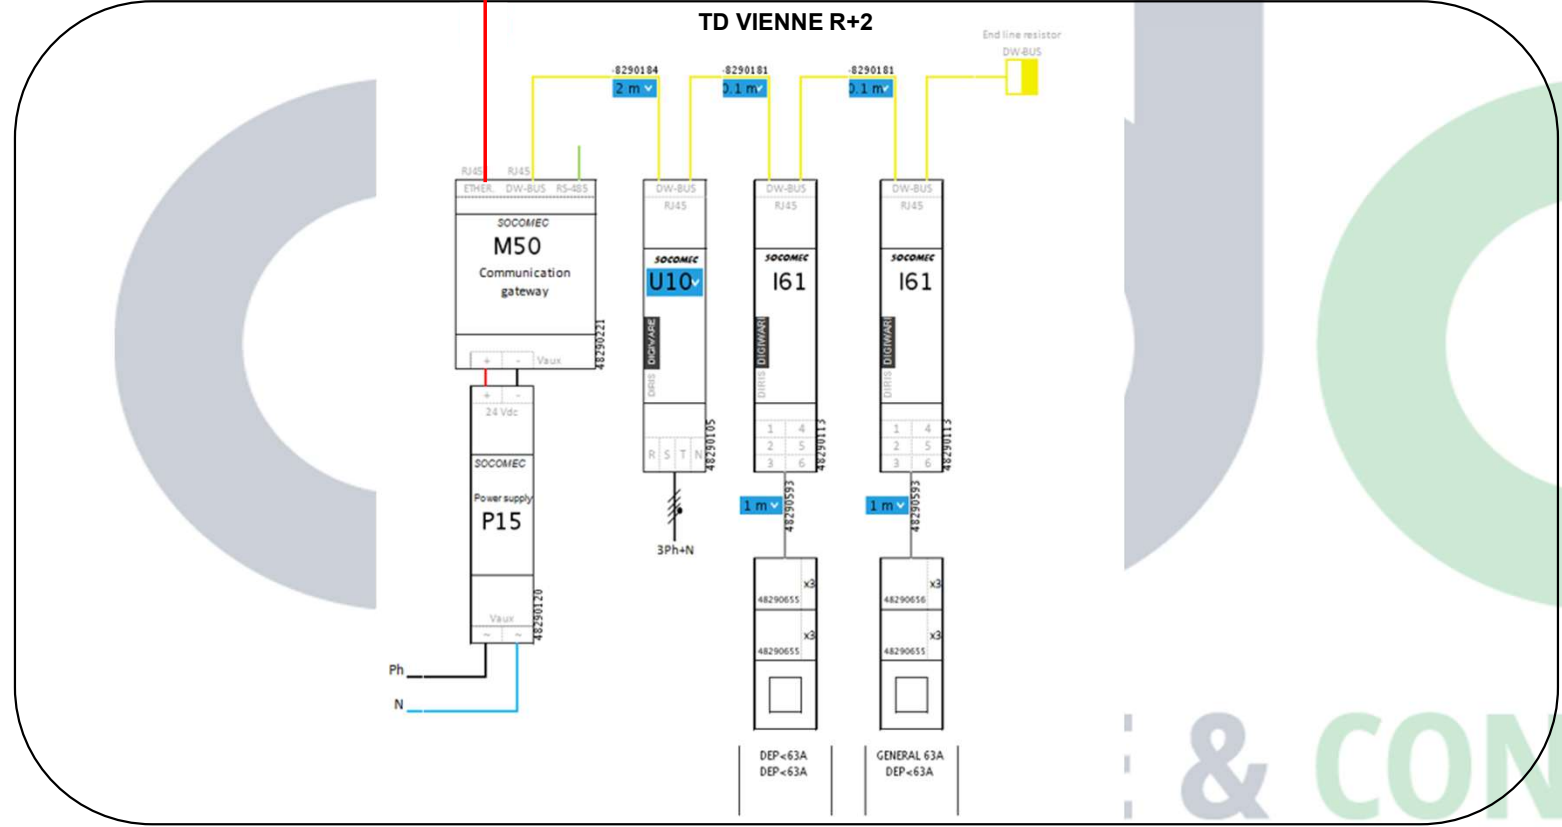 TD VIENNE R+2
End line resistor
DW-BUS
-8290184
2 m
-8290181
0.1 m
-8290181
0.1 m
RJ45 RJ45
ETHER. DW-BUS RS-485
SOCOMEC
M50
Communication
gateway
+ - Vaux
48290221
+ -
24 Vdc
SOCOMEC
Power supply
P15
Vaux
~ ~
48290120
Ph
N
DW-BUS
RJ45
SOCOMEC
U10
DIRIS DIGIWARE
R S T N
48290105
3Ph+N
DW-BUS
RJ45
SOCOMEC
I61
DIRIS DIGIWARE
1 4
2 5
3 6
48290113
1 m
48290593
x3
48290655
x3
48290655
DEP<63A
DEP<63A
DW-BUS
RJ45
SOCOMEC
I61
DIRIS DIGIWARE
1 4
2 5
3 6
48290113
1 m
48290593
x3
48290656
x3
48290655
GENERAL 63A
DEP<63A
E & CON